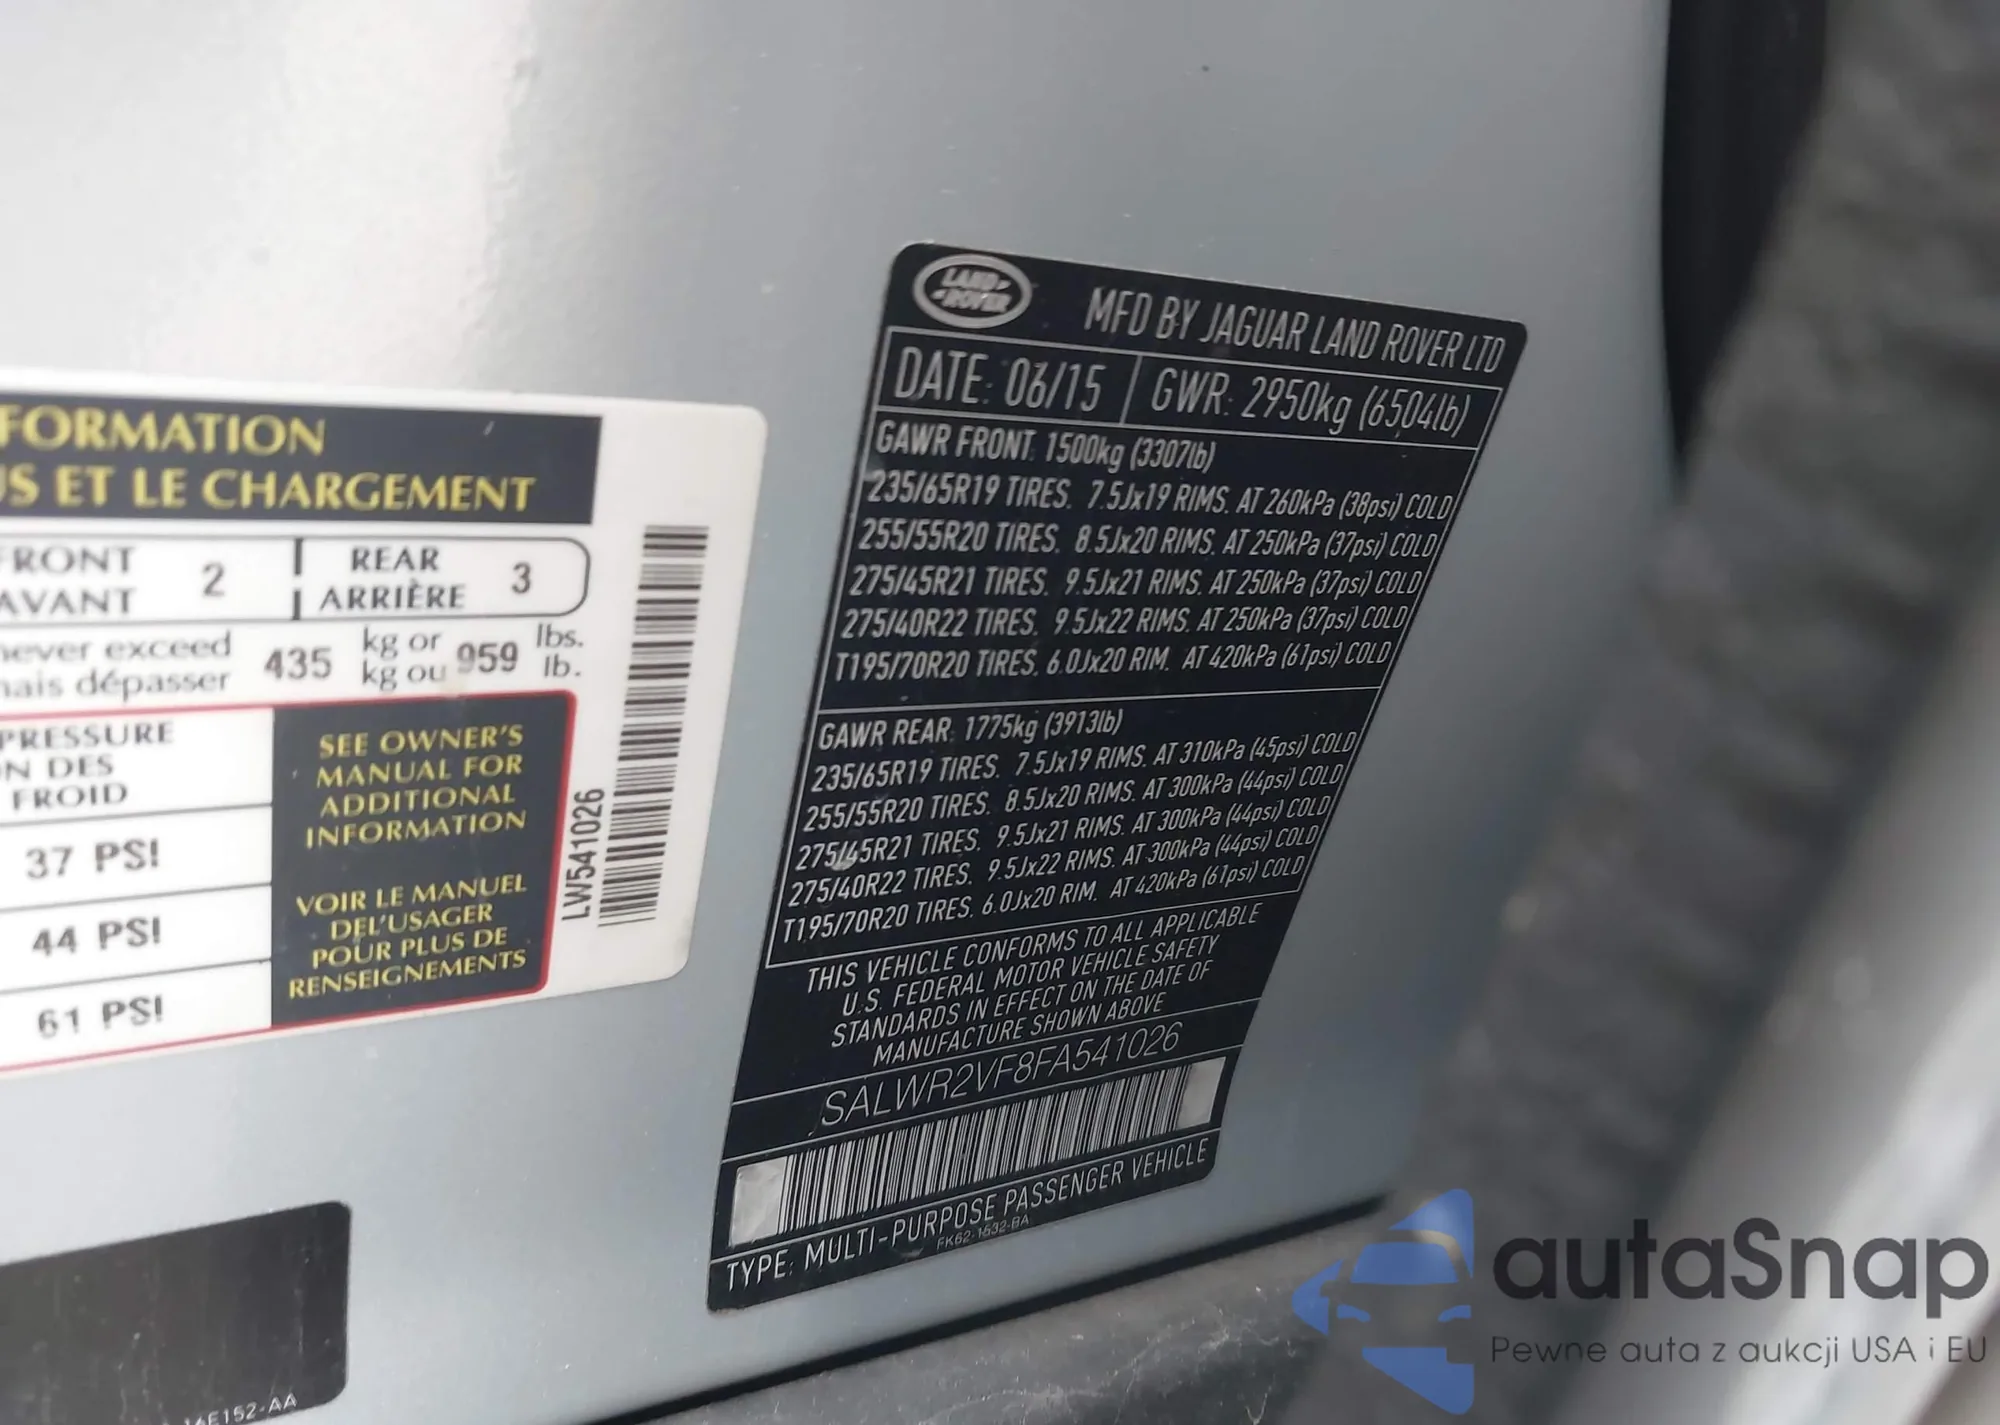 FORMATION
US ET LE CHARGEMENT
FRONT
AVANT
2
REAR
ARRIÈRE
3
never exceed
mais dépasser
435
kg or
kg ou
959
lbs.
lb.
PRESSURE
ON DES
FROID
37 PSI
44 PSI
61 PSI
SEE OWNER'S
MANUAL FOR
ADDITIONAL
INFORMATION
VOIR LE MANUEL
DEL'USAGER
POUR PLUS DE
RENSEIGNEMENTS
LW541026
LAND-
-ROVER
MFD BY JAGUAR LAND ROVER LTD
DATE: 06/15 GWR: 2950kg (6504lb)
GAWR FRONT: 1500kg (3307lb)
235/65R19 TIRES. 7.5Jx19 RIMS. AT 260kPa (38psi) COLD
255/55R20 TIRES. 8.5Jx20 RIMS. AT 250kPa (37psi) COLD
275/45R21 TIRES. 9.5Jx21 RIMS. AT 250kPa (37psi) COLD
275/40R22 TIRES. 9.5Jx22 RIMS. AT 250kPa (37psi) COLD
T195/70R20 TIRES. 6.0Jx20 RIM. AT 420kPa (61psi) COLD
GAWR REAR: 1775kg (3913lb)
235/65R19 TIRES. 7.5Jx19 RIMS. AT 310kPa (45psi) COLD
255/55R20 TIRES. 8.5Jx20 RIMS. AT 300kPa (44psi) COLD
275/45R21 TIRES. 9.5Jx21 RIMS. AT 300kPa (44psi) COLD
275/40R22 TIRES. 9.5Jx22 RIMS. AT 300kPa (44psi) COLD
T195/70R20 TIRES. 6.0Jx20 RIM. AT 420kPa (61psi) COLD
THIS VEHICLE CONFORMS TO ALL APPLICABLE
U.S. FEDERAL MOTOR VEHICLE SAFETY
STANDARDS IN EFFECT ON THE DATE OF
MANUFACTURE SHOWN ABOVE
SALWR2VF8FA541026
TYPE: MULTI-PURPOSE PASSENGER VEHICLE
FK62-1532-BA
autaSnap
Pewne auta z aukcji USA i EU